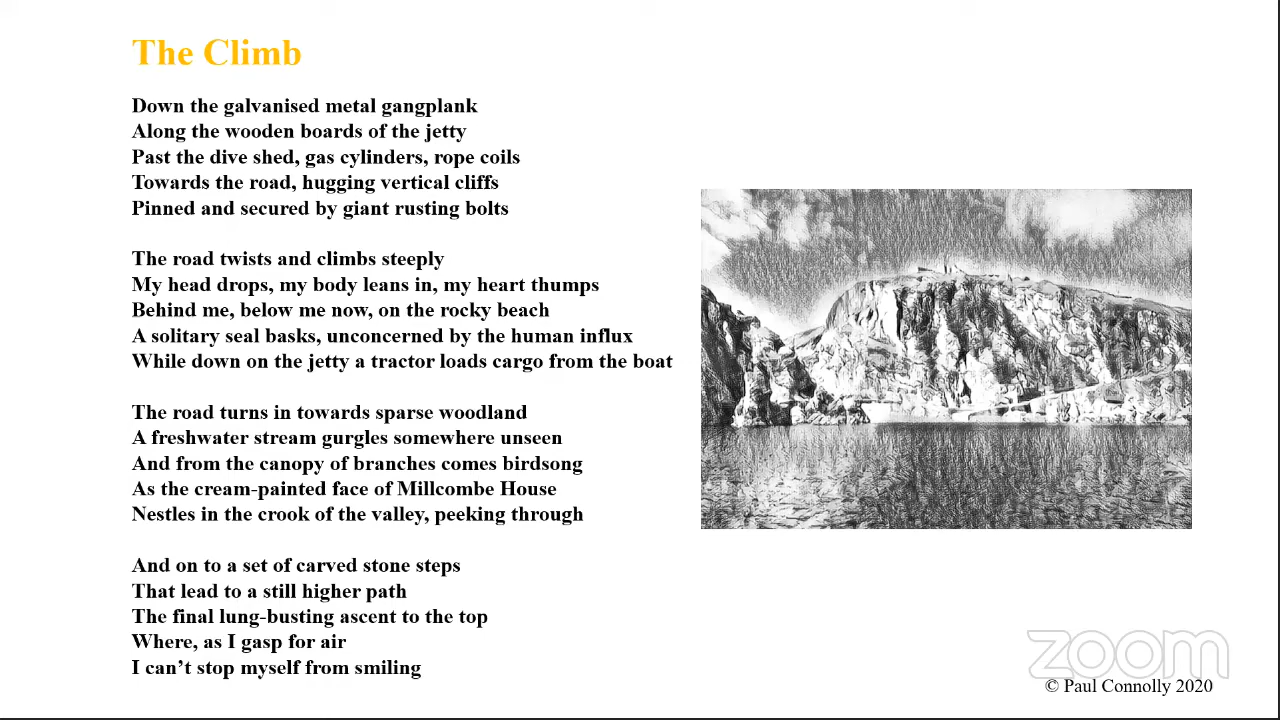 The Climb
Down the galvanised metal gangplank
Along the wooden boards of the jetty
Past the dive shed, gas cylinders, rope coils
Towards the road, hugging vertical cliffs
Pinned and secured by giant rusting bolts
The road twists and climbs steeply
My head drops, my body leans in, my heart thumps
Behind me, below me now, on the rocky beach
A solitary seal basks, unconcerned by the human influx
While down on the jetty a tractor loads cargo from the boat
The road turns in towards sparse woodland
A freshwater stream gurgles somewhere unseen
And from the canopy of branches comes birdsong
As the cream-painted face of Millcombe House
Nestles in the crook of the valley, peeking through
And on to a set of carved stone steps
That lead to a still higher path
The final lung-busting ascent to the top
Where, as I gasp for air
I can’t stop myself from smiling
zoom
© Paul Connolly 2020